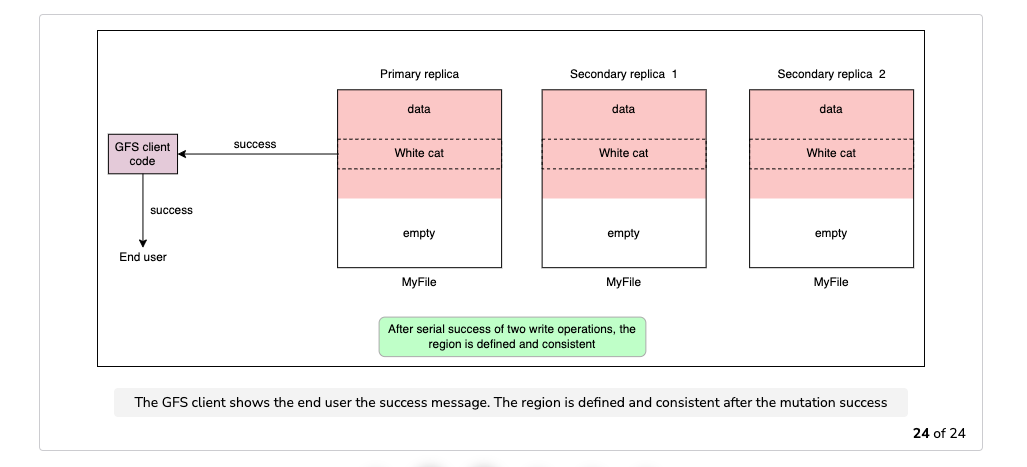 Primary replica
Secondary replica 1
Secondary replica 2
data
data
data
GFS client
code
success
White cat
White cat
White cat
success
empty
empty
empty
End user
MyFile
MyFile
MyFile
After serial success of two write operations, the
region is defined and consistent
The GFS client shows the end user the success message. The region is defined and consistent after the mutation success
24 of 24